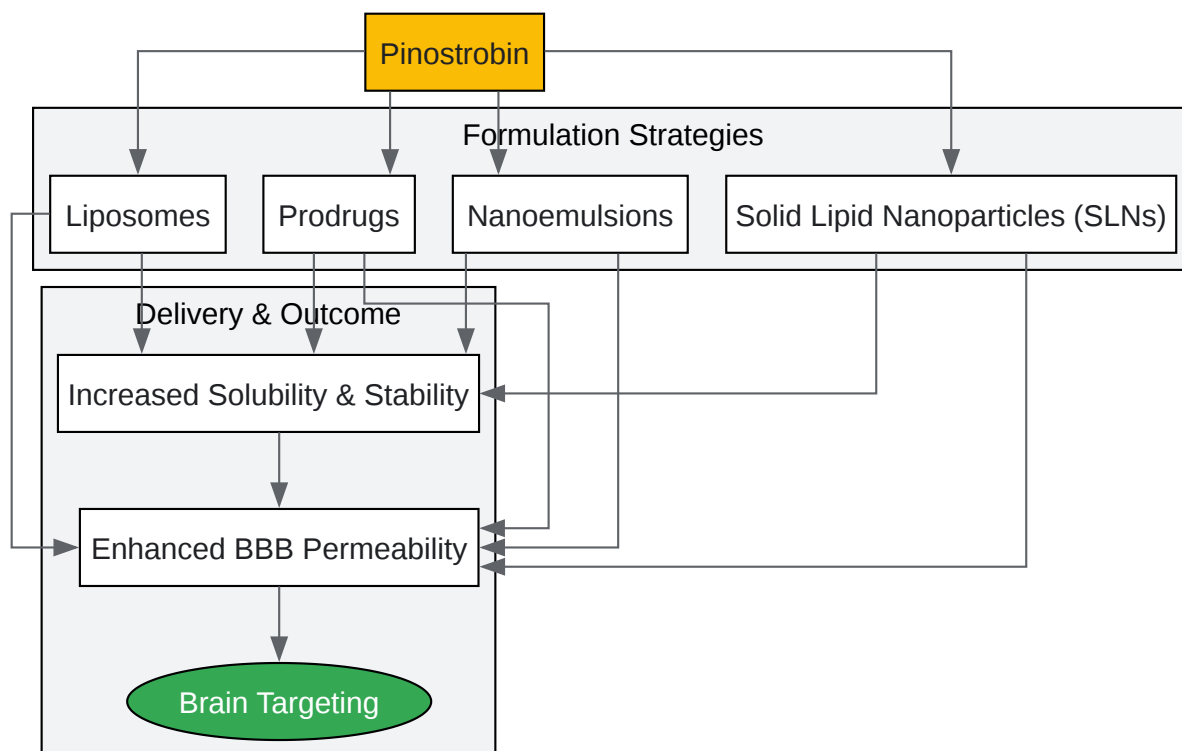 Pinostrobin
Formulation Strategies
Liposomes
Prodrugs
Nanoemulsions
Solid Lipid Nanoparticles (SLNs)
Delivery & Outcome
Increased Solubility & Stability
Enhanced BBB Permeability
Brain Targeting